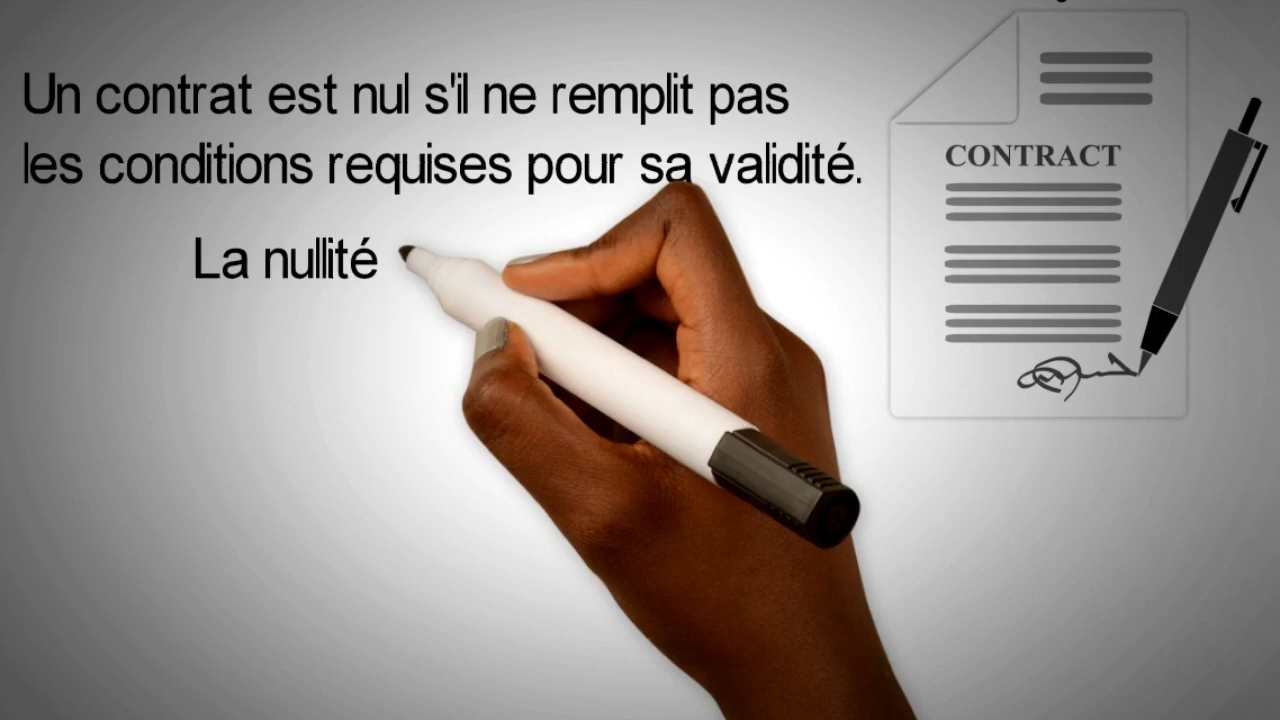 Un contrat est nul s'il ne remplit pas
les conditions requises pour sa validité.
La nullité
CONTRACT